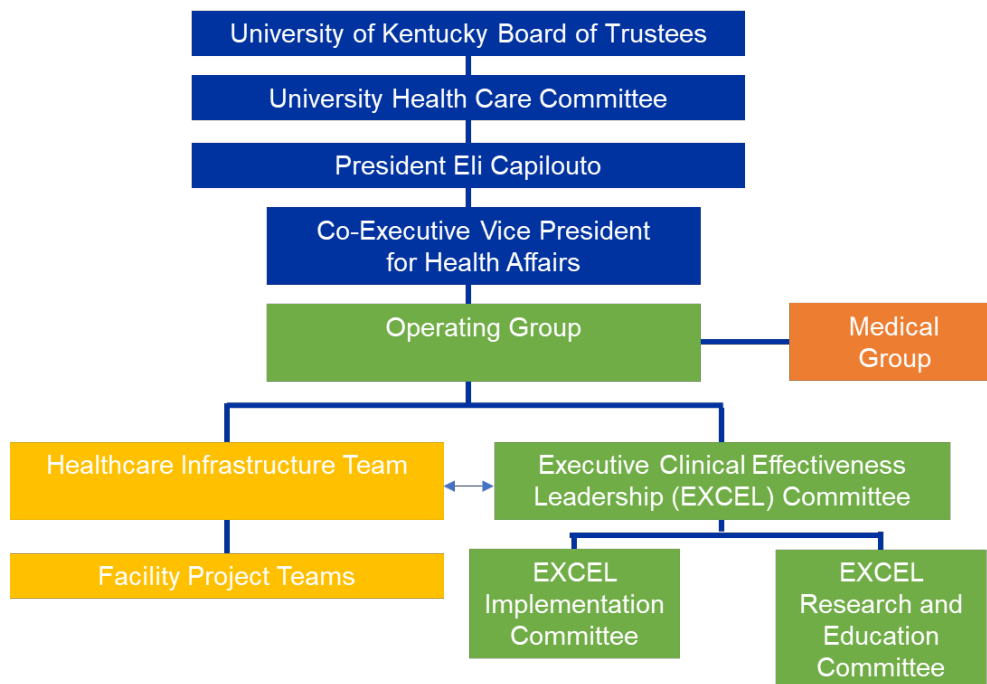 University of Kentucky Board of Trustees
University Health Care Committee
President Eli Capilouto
Co-Executive Vice President
for Health Affairs
Operating Group
Medical
Group
Healthcare Infrastructure Team
Executive Clinical Effectiveness
Leadership (EXCEL) Committee
Facility Project Teams
EXCEL
Implementation
Committee
EXCEL
Research and
Education
Committee